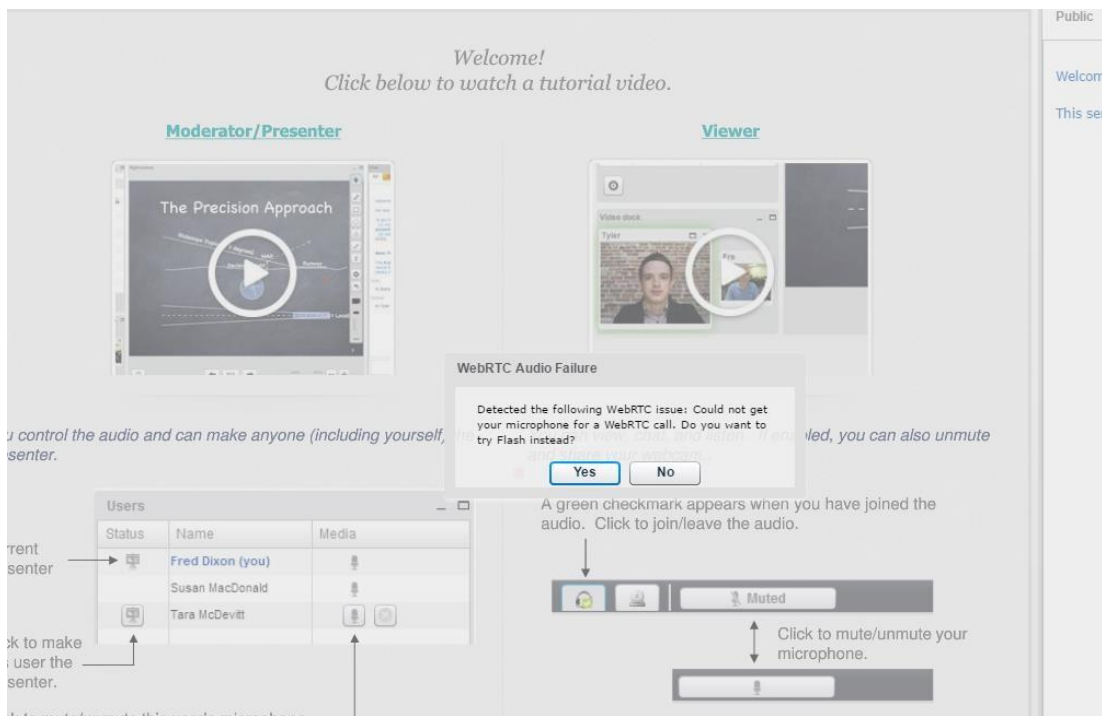 Public
Welcome!
Click below to watch a tutorial video.
Welcom
This se
Moderator/Presenter
Viewer
The Precision Approach
Runway
Video dock
Tyler
WebRTC Audio Failure
Detected the following WebRTC issue: Could not get
your microphone for a WebRTC call. Do you want to
try Flash instead?
Yes
No
u control the audio and can make anyone (including yourself)
senter.
led, you can also unmute
and share your webcam.
Users
Status Name Media
rrent
senter
Fred Dixon (you)
Susan MacDonald
Tara McDevitt
ck to make
s user the
senter.
A green checkmark appears when you have joined the
audio. Click to join/leave the audio.
Muted
Click to mute/unmute your
microphone.